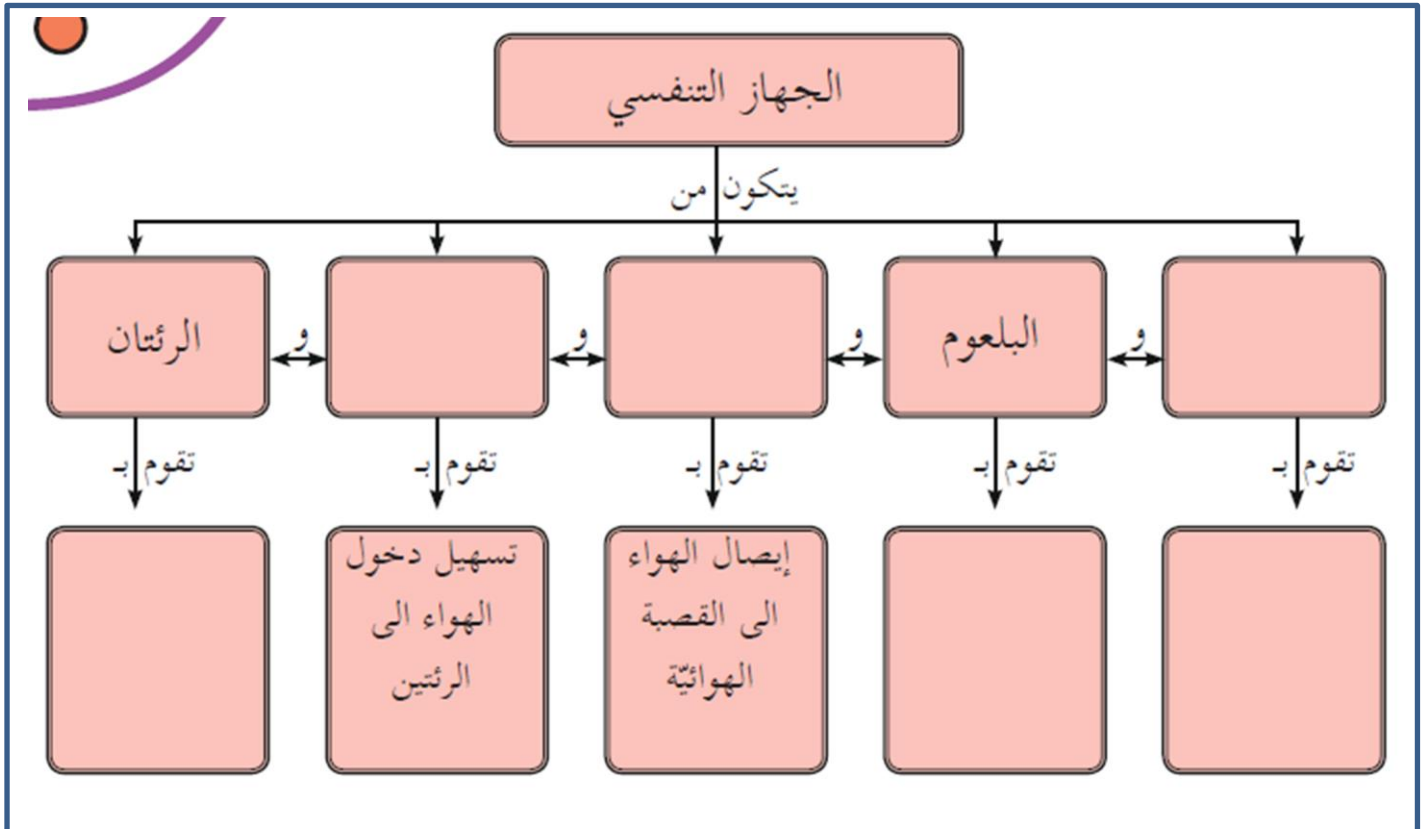 الجهاز التنفسي
يتكون من
البلعوم
الرئتان
و
و
و
و
تقوم بـ
تقوم بـ
تقوم بـ
تقوم بـ
تقوم بـ
إيصال الهواء
الى القصبة
الهوائيّة
تسهيل دخول
الهواء الى
الرئتين